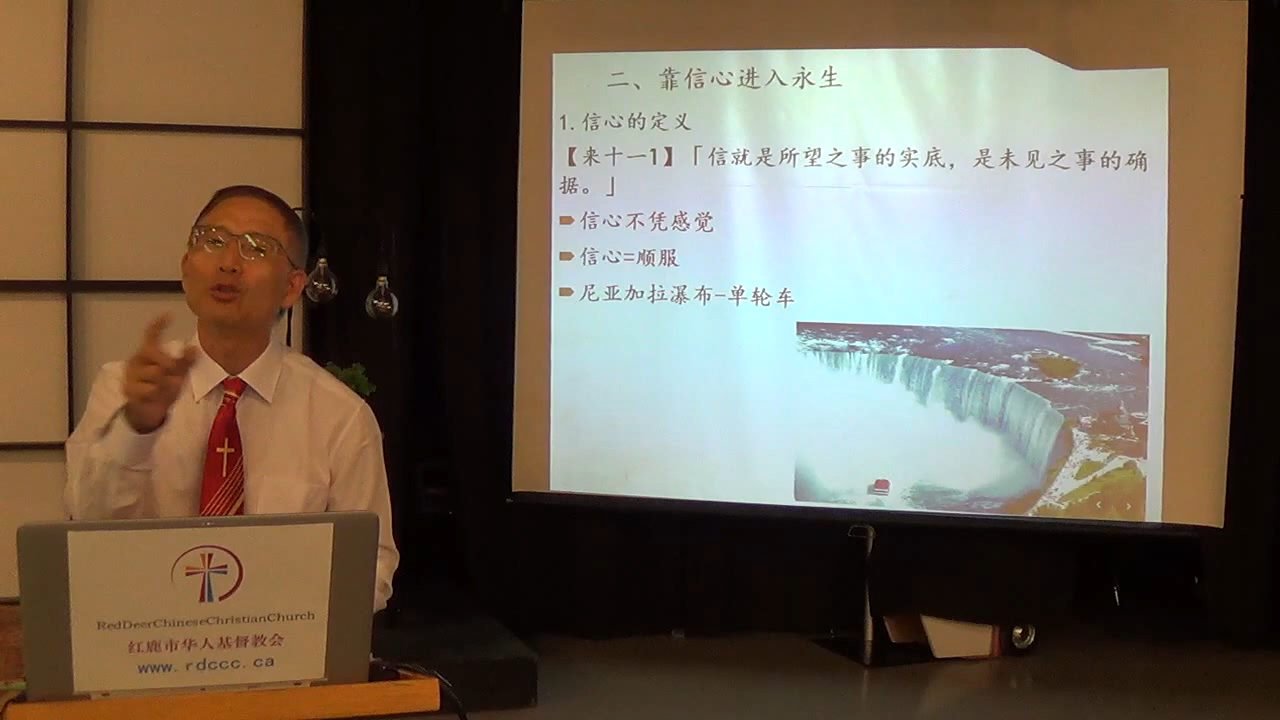 二、靠信心进入永生
1.信心的定义
【来十一1】「信就是所望之事的实底，是未见之事的确
据。」
信心不凭感觉
信心=顺服
尼亚加拉瀑布-单轮车
RedDeerChineseChristianChurch
红鹿市华人基督教会
www.rdccc.ca